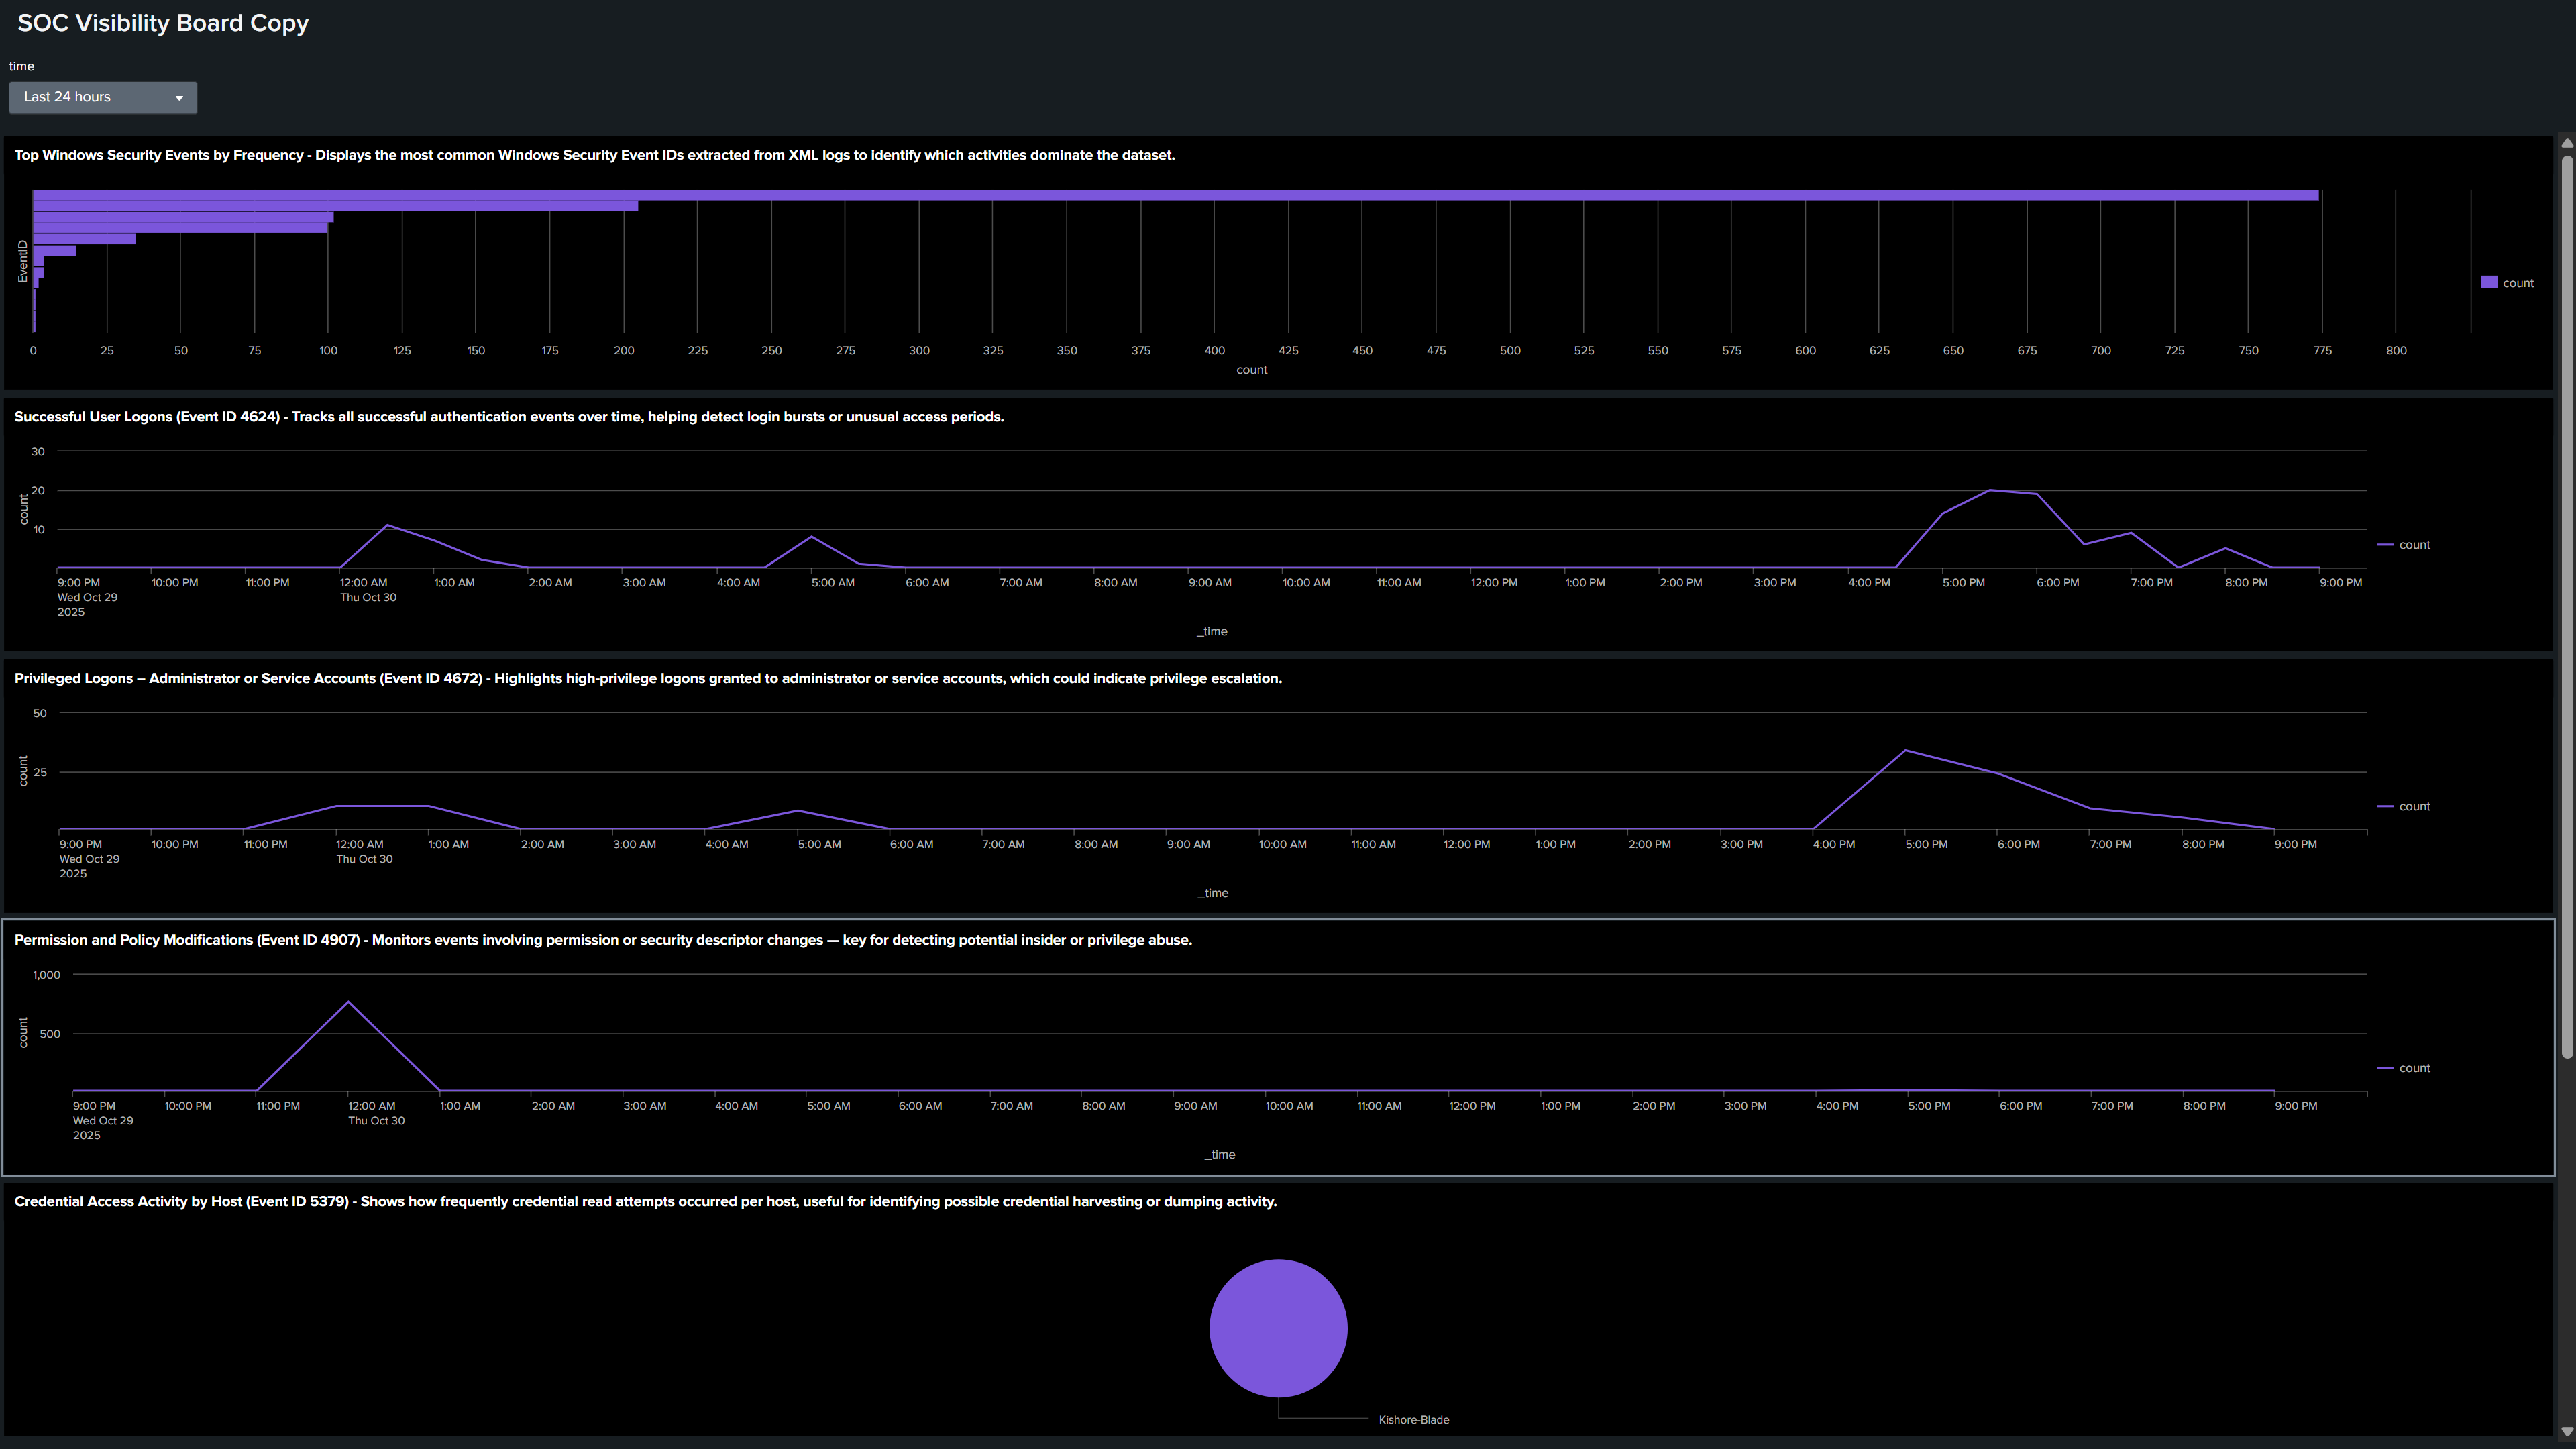 SOC Visibility Board Copy
time
Last 24 hours
Top Windows Security Events by Frequency - Displays the most common Windows Security Event IDs extracted from XML logs to identify which activities dominate the dataset.
EventID
count
0 25 50 75 100 125 150 175 200 225 250 275 300 325 350 375 400 425 450 475 500 525 550 575 600 625 650 675 700 725 750 775 800
count
Successful User Logons (Event ID 4624) - Tracks all successful authentication events over time, helping detect login bursts or unusual access periods.
30
20
10
count
count
9:00 PM 10:00 PM 11:00 PM 12:00 AM 1:00 AM 2:00 AM 3:00 AM 4:00 AM 5:00 AM 6:00 AM 7:00 AM 8:00 AM 9:00 AM 10:00 AM 11:00 AM 12:00 PM 1:00 PM 2:00 PM 3:00 PM 4:00 PM 5:00 PM 6:00 PM 7:00 PM 8:00 PM 9:00 PM
Wed Oct 29 Thu Oct 30
2025
_time
Privileged Logons – Administrator or Service Accounts (Event ID 4672) - Highlights high-privilege logons granted to administrator or service accounts, which could indicate privilege escalation.
50
25
count
count
9:00 PM 10:00 PM 11:00 PM 12:00 AM 1:00 AM 2:00 AM 3:00 AM 4:00 AM 5:00 AM 6:00 AM 7:00 AM 8:00 AM 9:00 AM 10:00 AM 11:00 AM 12:00 PM 1:00 PM 2:00 PM 3:00 PM 4:00 PM 5:00 PM 6:00 PM 7:00 PM 8:00 PM 9:00 PM
Wed Oct 29 Thu Oct 30
2025
_time
Permission and Policy Modifications (Event ID 4907) - Monitors events involving permission or security descriptor changes — key for detecting potential insider or privilege abuse.
1,000
500
count
count
9:00 PM 10:00 PM 11:00 PM 12:00 AM 1:00 AM 2:00 AM 3:00 AM 4:00 AM 5:00 AM 6:00 AM 7:00 AM 8:00 AM 9:00 AM 10:00 AM 11:00 AM 12:00 PM 1:00 PM 2:00 PM 3:00 PM 4:00 PM 5:00 PM 6:00 PM 7:00 PM 8:00 PM 9:00 PM
Wed Oct 29 Thu Oct 30
2025
_time
Credential Access Activity by Host (Event ID 5379) - Shows how frequently credential read attempts occurred per host, useful for identifying possible credential harvesting or dumping activity.
Kishore-Blade